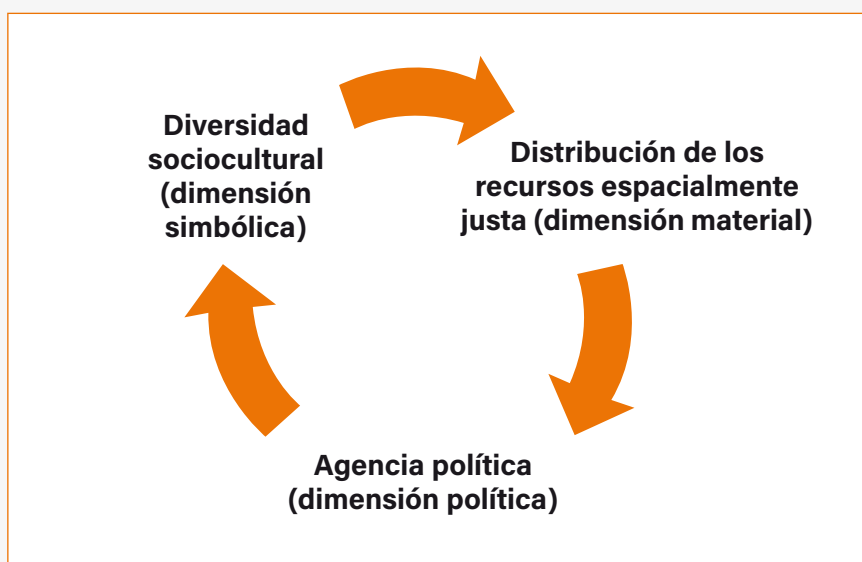 Diversidad
sociocultural
(dimensión
simbólica)
Distribución de los
recursos espacialmente
justa (dimensión material)
Agencia política
(dimensión política)